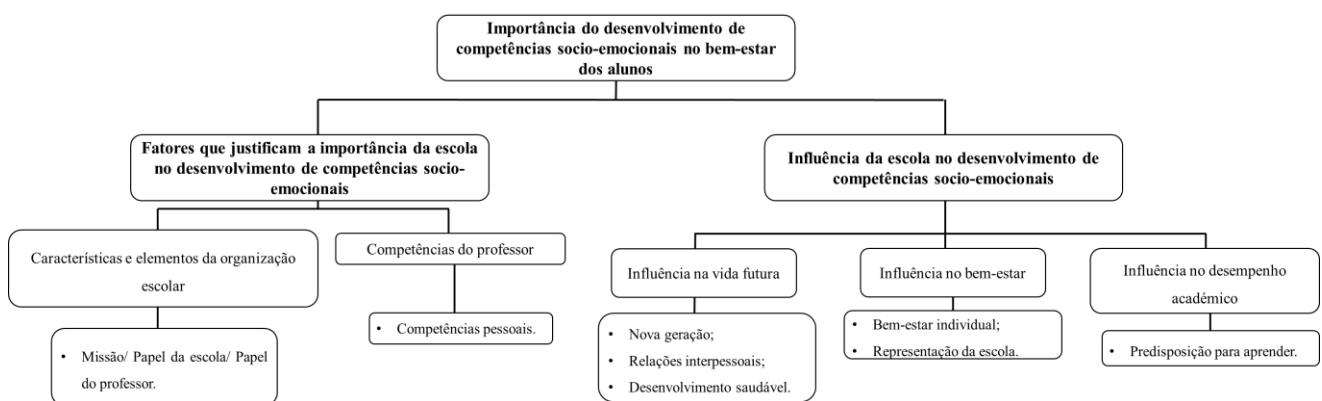 Importância do desenvolvimento de
competências socio-emocionais no bem-estar
dos alunos
Fatores que justificam a importância da escola
no desenvolvimento de competências socio-
emocionais
Influência da escola no desenvolvimento de
competências socio-emocionais
Características e elementos da organização
escolar
Competências do professor
Influência na vida futura
Influência no bem-estar
Influência no desempenho
académico
• Missão/ Papel da escola/ Papel
do professor.
• Competências pessoais.
• Nova geração;
• Relações interpessoais;
• Desenvolvimento saudável.
• Bem-estar individual;
• Representação da escola.
• Predisposição para aprender.